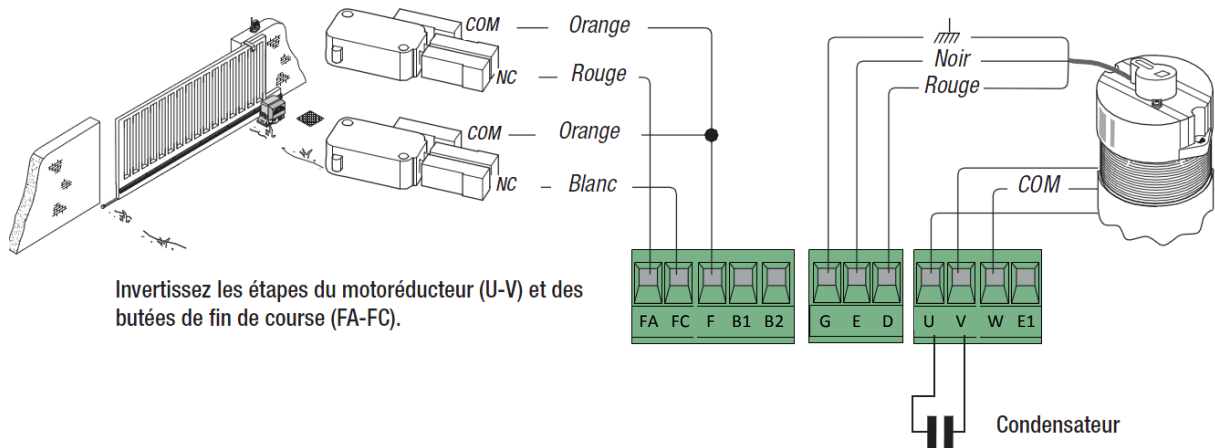 COM Orange
NC Rouge
COM Orange
NC Blanc
Noir
Rouge
COM
Invertissez les étapes du motoréducteur (U-V) et des
butées de fin de course (FA-FC).
FA FC F B1 B2
G E D
U V W E1
Condensateur